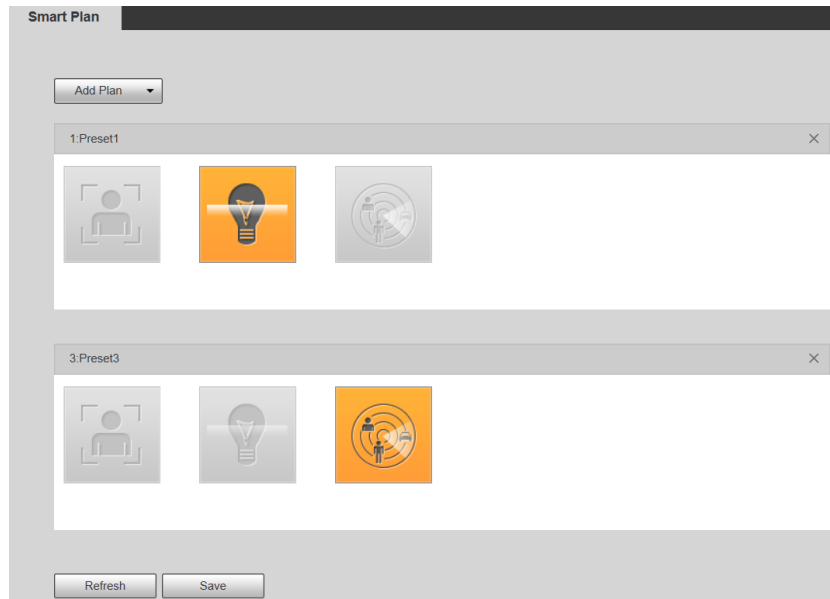 Smart Plan
Add Plan
1:Preset1
3:Preset3
Refresh
Save